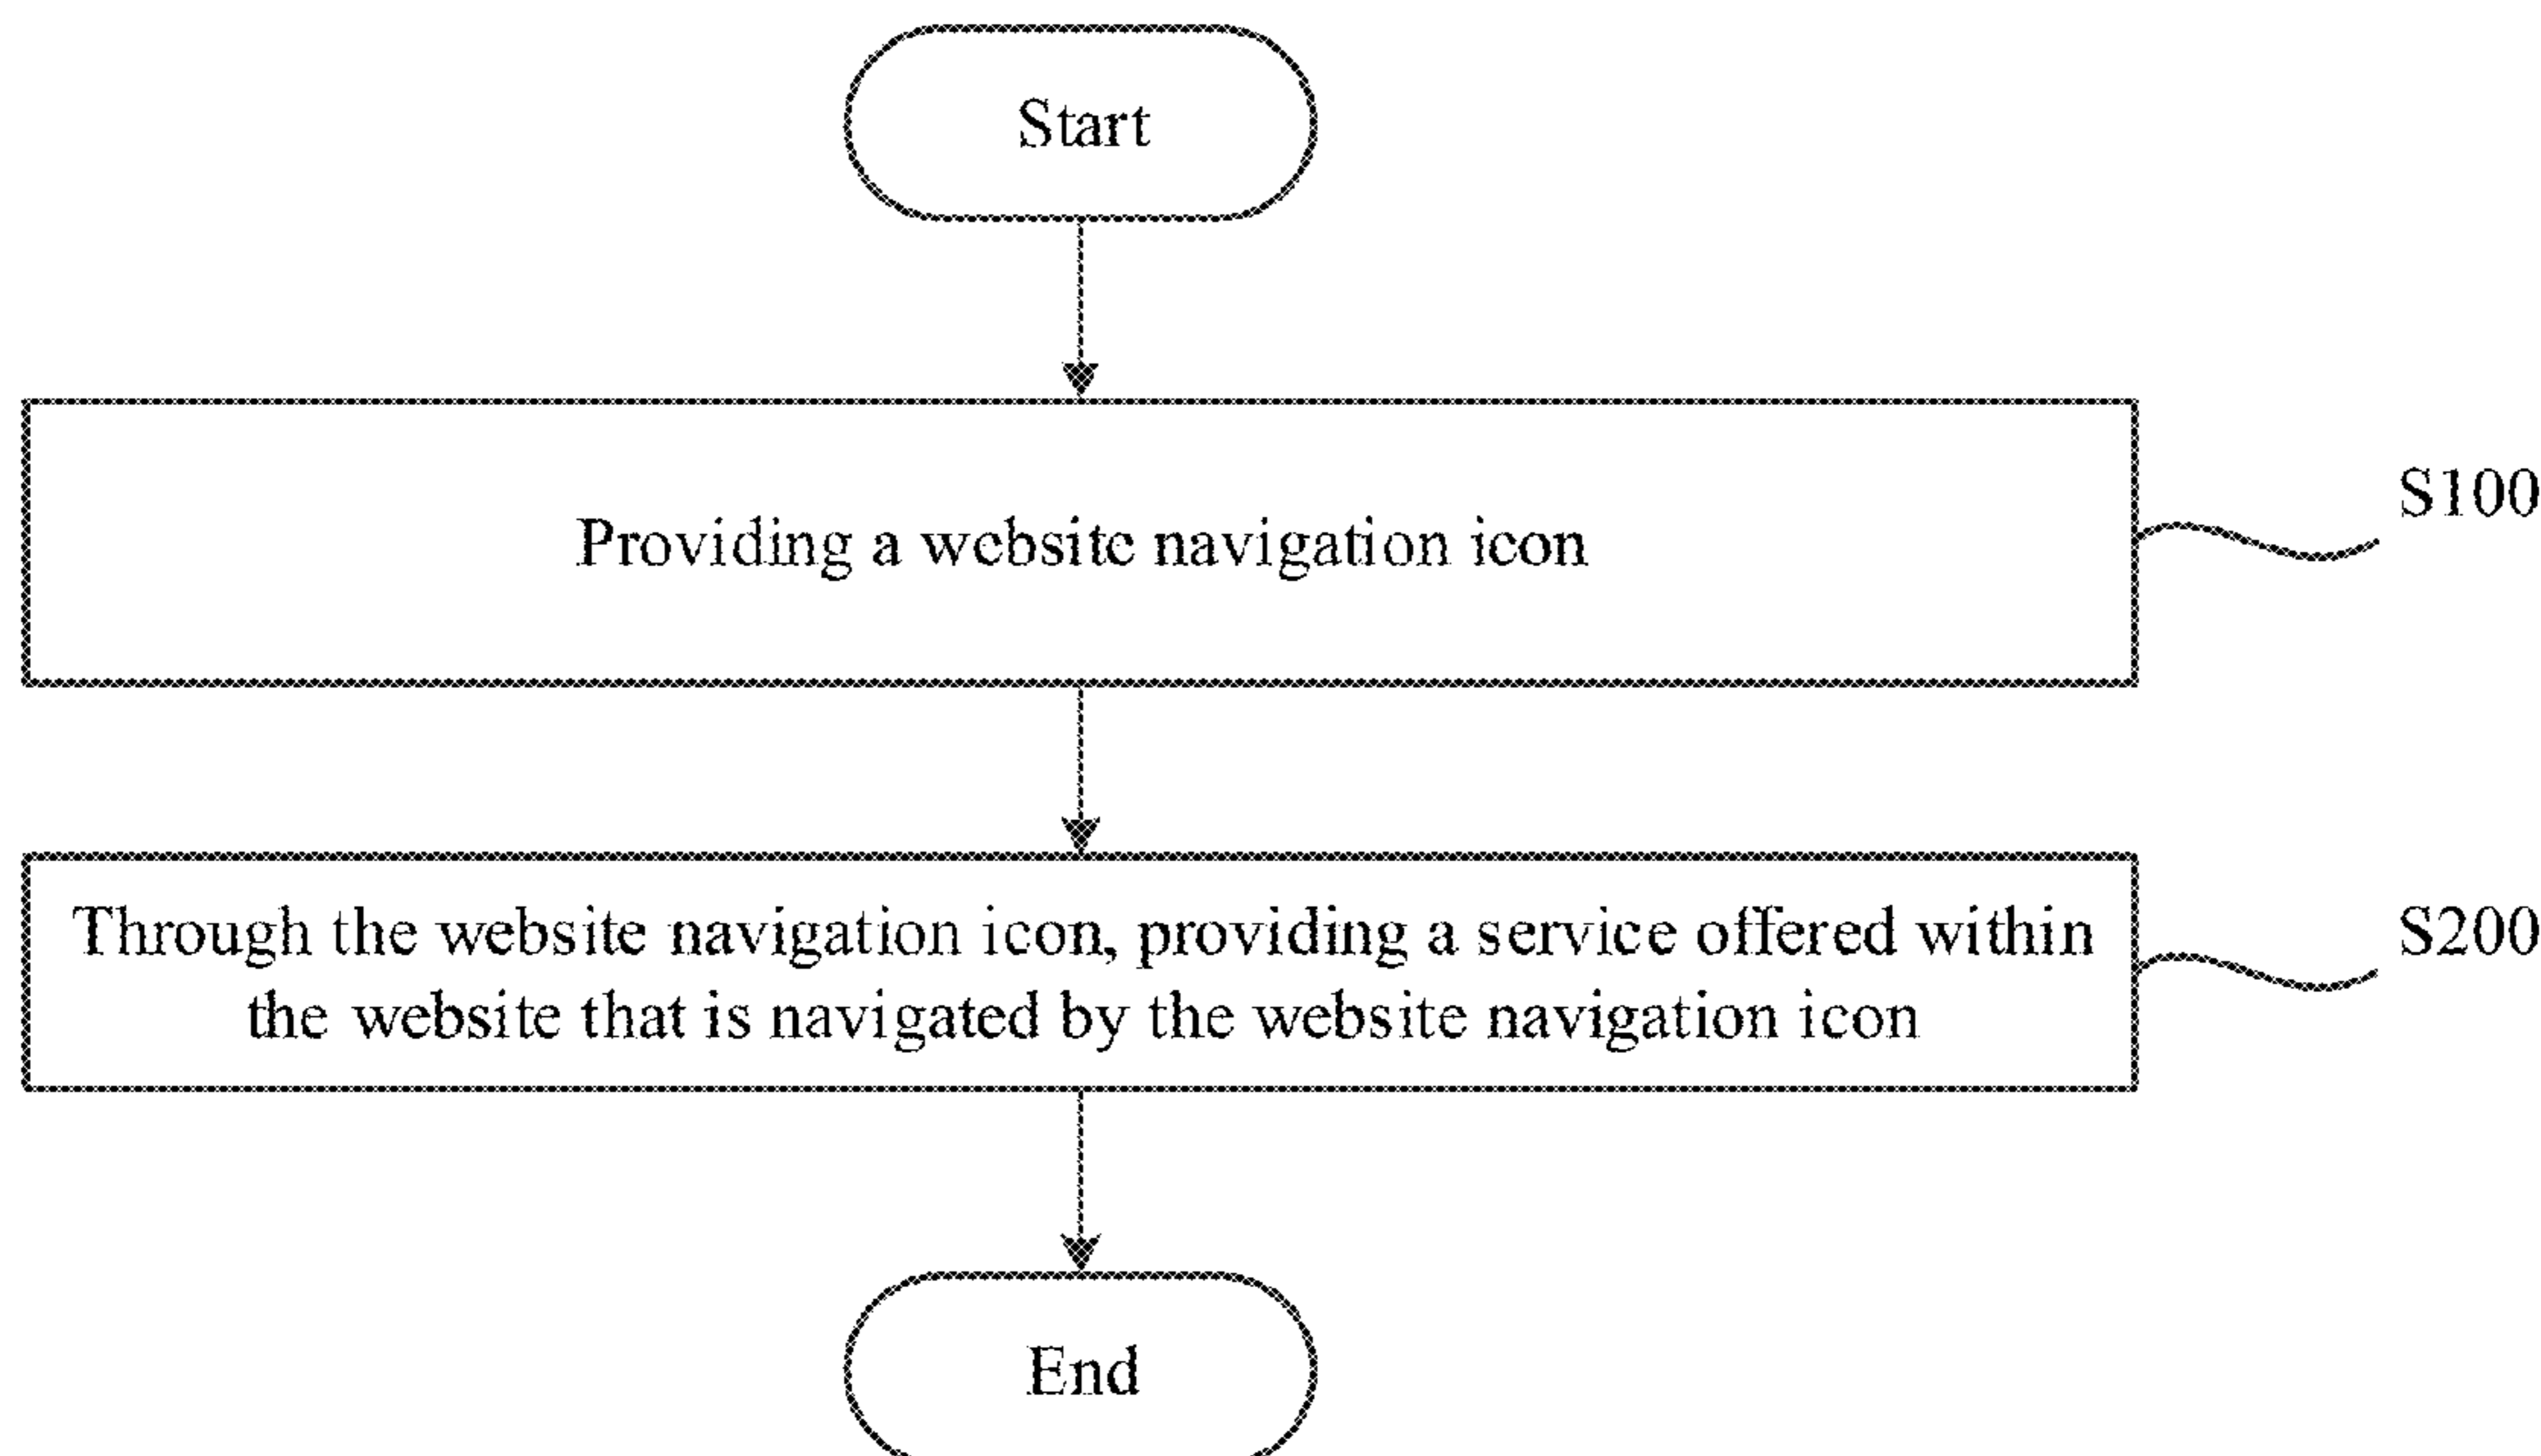 Start
Providing a website navigation icon
S100
Through the website navigation icon, providing a service offered within
the website that is navigated by the website navigation icon
S200
End